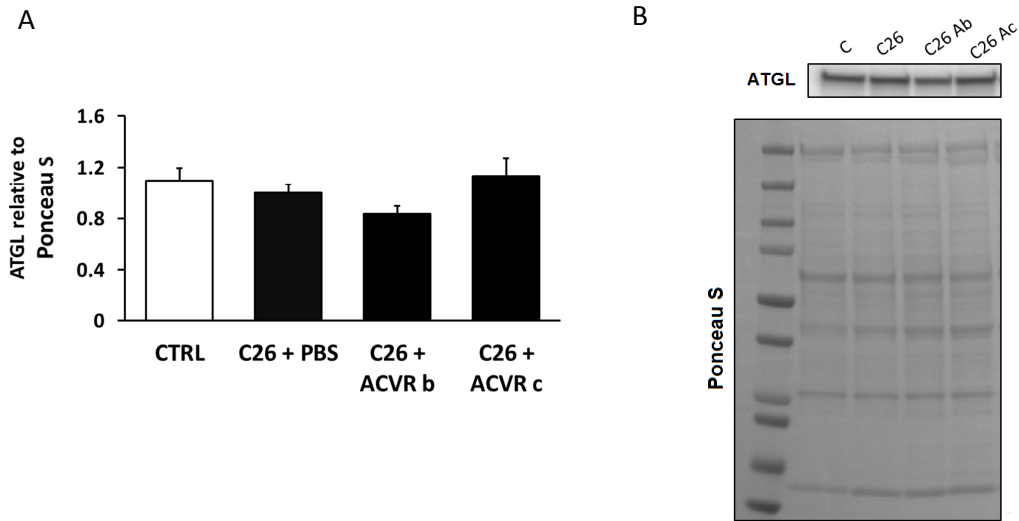 A
ATGL relative to
Ponceau S
1.6
1.2
0.8
0.4
0
CTRL
C26 + PBS
C26 +
ACVR b
C26 +
ACVR c
B
C
C26
C26 Ab
C26 Ac
ATGL
Ponceau S